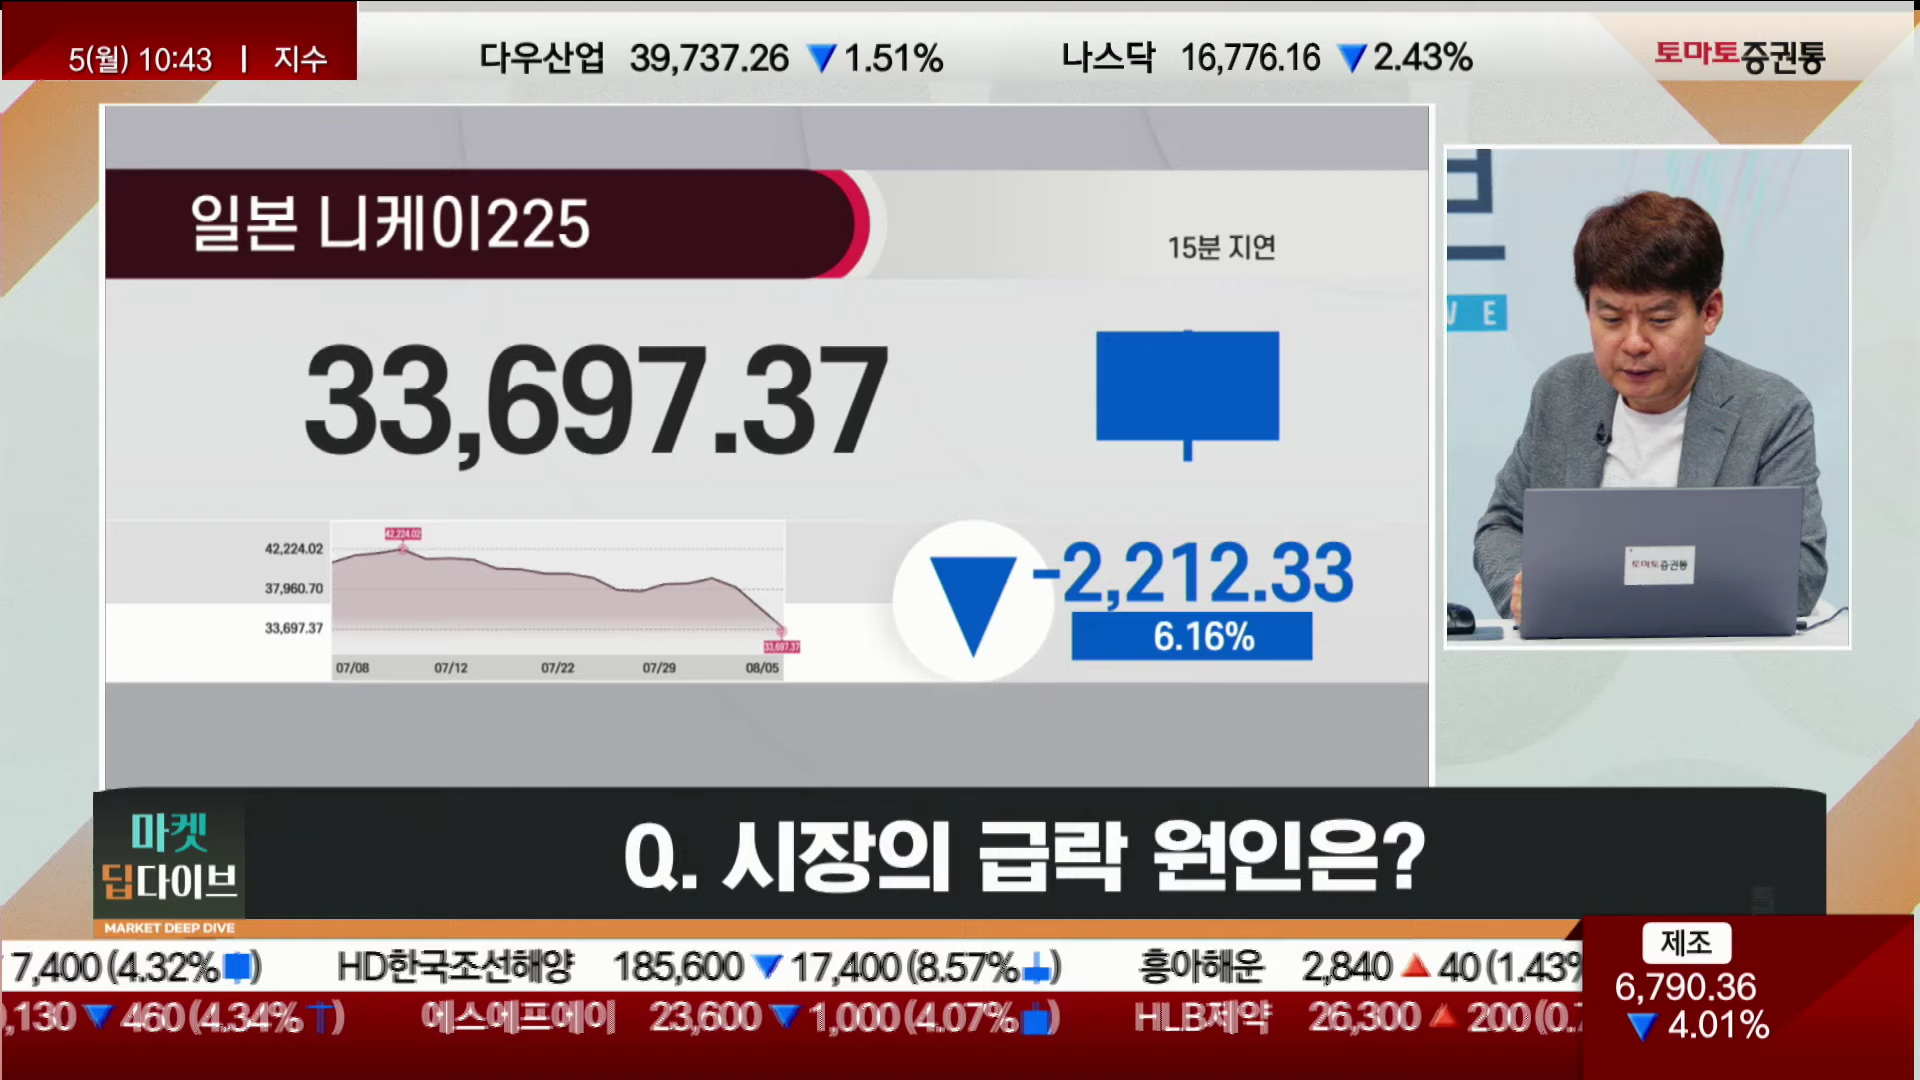 5(월) 10:43 | 지수
다우산업 39,737.26 ▼1.51%
나스닥 16,776.16 ▼2.43%
토마토증권통
일본 니케이225
15분 지연
33,697.37
42,224.02
37,960.70
33,697.37
42,224.02
33,697.37
07/08 07/12 07/22 07/29 08/05
-2,212.33
6.16%
V E
토마토증권통
마켓
딥다이브
MARKET DEEP DIVE
Q. 시장의 급락 원인은?
7,400(4.32%) HD한국조선해양 185,600 ▼17,400(8.57%) 흥아해운 2,840 ▲40(1.43%
,130 ▼460(4.34%) 에스에프에이 23,600 ▼1,000(4.07%) HLB제약 26,300 ▲200(0.7
제조
6,790.36
▼4.01%